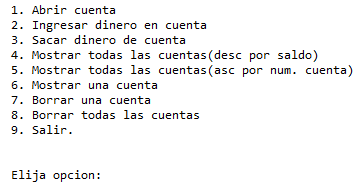 1. Abrir cuenta
2. Ingresar dinero en cuenta
3. Sacar dinero de cuenta
4. Mostrar todas las cuentas(desc por saldo)
5. Mostrar todas las cuentas(asc por num. cuenta)
6. Mostrar una cuenta
7. Borrar una cuenta
8. Borrar todas las cuentas
9. Salir.
Elija opcion: